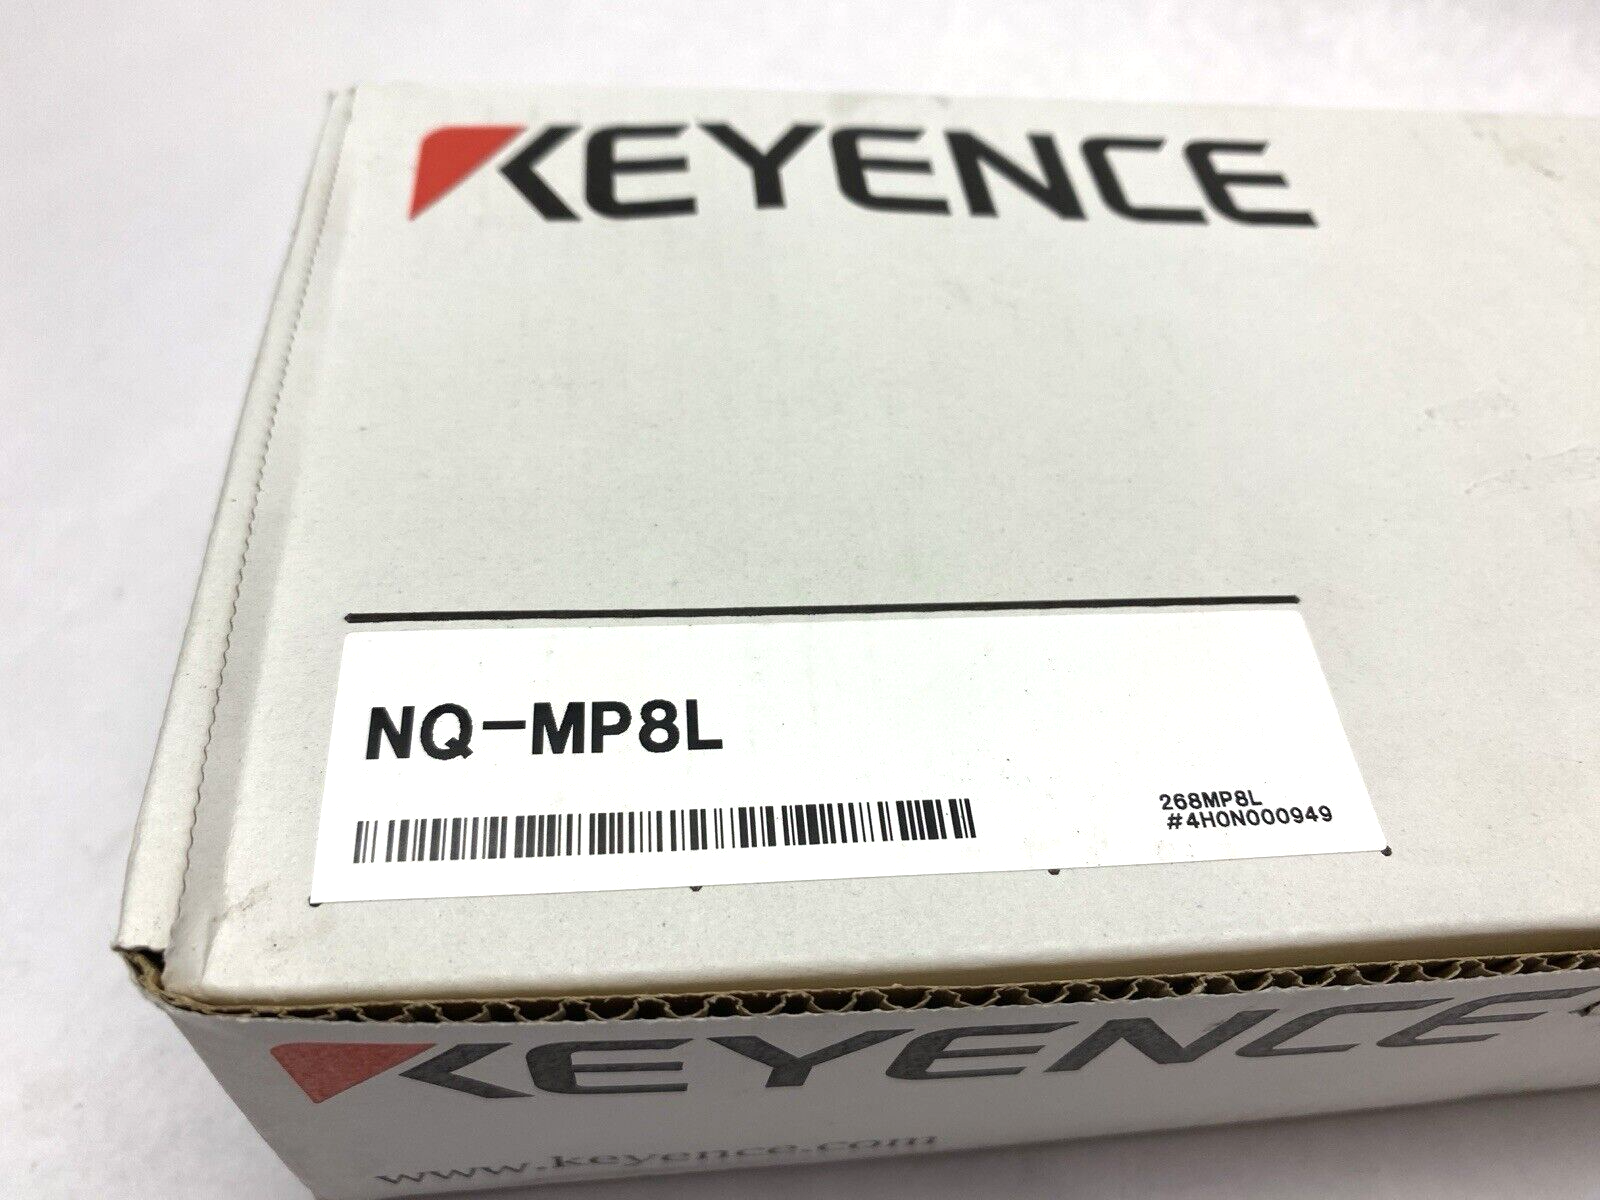 KEYENCE
NQ-MP8L
268MP8L
#4H0N000949
KEYENCE
www.keyence.com